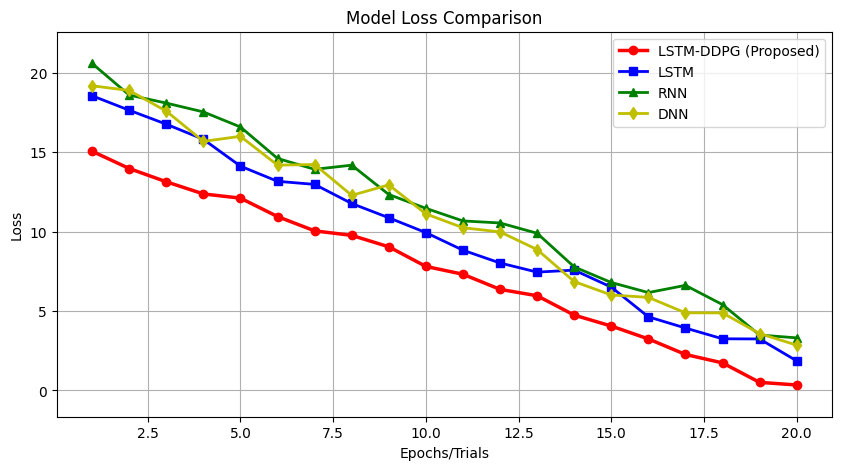 Model Loss Comparison
LSTM-DDPG (Proposed)
LSTM
RNN
DNN
Loss
20
15
10
5
0
2.5 5.0 7.5 10.0 12.5 15.0 17.5 20.0
Epochs/Trials